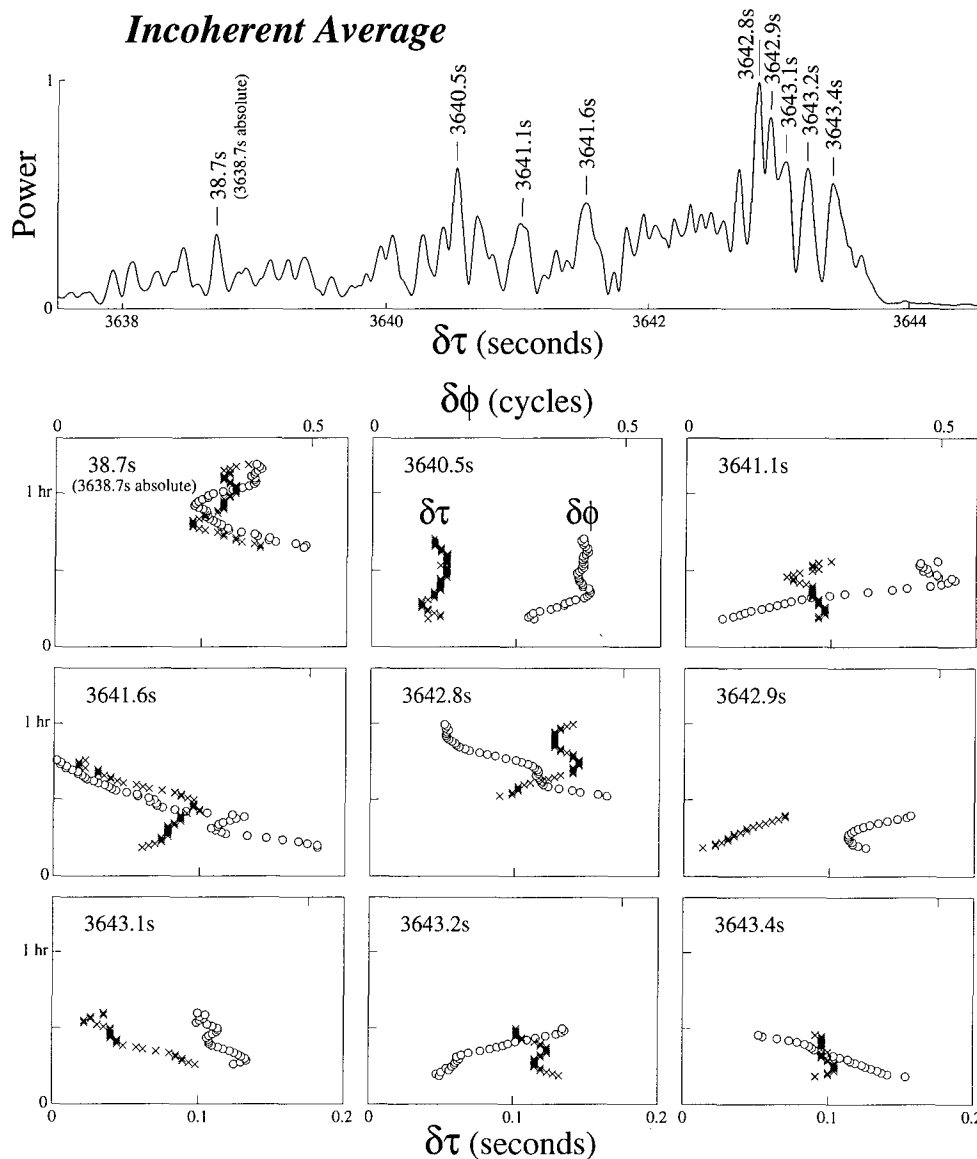 Incoherent Average
Power
1
0
38.7s
(3638.7s absolute)
3640.5s
3641.1s
3641.6s
3642.8s
3642.9s
3643.1s
3643.2s
3643.4s
3638 3640 3642 3644
δτ (seconds)
δϕ (cycles)
0 0.5 0 0.5 0 0.5
38.7s
(3638.7s absolute)
1 hr
0
3640.5s
δτ δϕ
3641.1s
3641.6s
1 hr
0
3642.8s
3642.9s
3643.1s
1 hr
0
3643.2s
3643.4s
0 0.1 0.2 0 0.1 0.2 0 0.1 0.2
δτ (seconds)